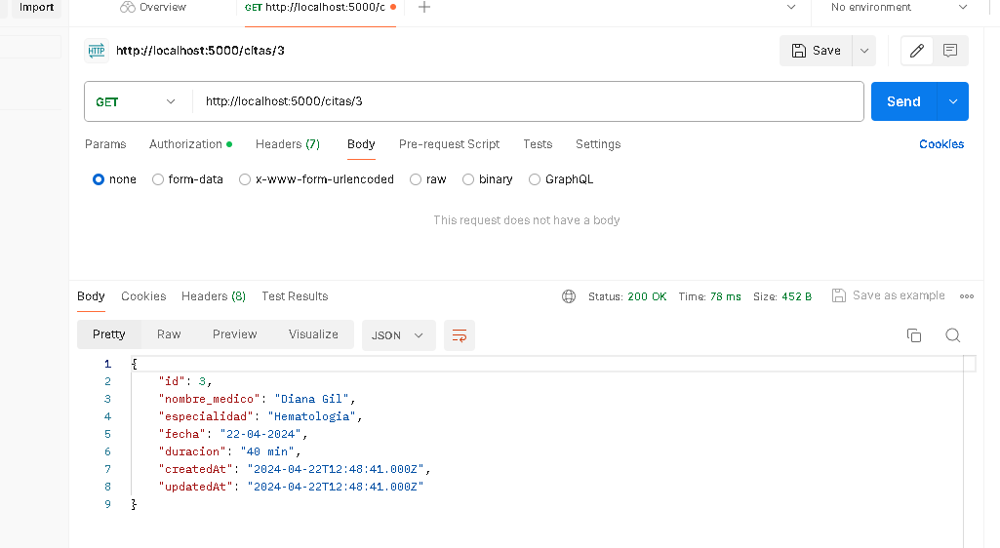 Import Overview GET http://localhost:5000/c No environment
HTTP http://localhost:5000/citas/3 Save
GET http://localhost:5000/citas/3 Send
Params Authorization Headers (7) Body Pre-request Script Tests Settings Cookies
none form-data x-www-form-urlencoded raw binary GraphQL
This request does not have a body
Body Cookies Headers (8) Test Results Status: 200 OK Time: 78 ms Size: 452 B Save as example
Pretty Raw Preview Visualize JSON
1 {
2 "id": 3,
3 "nombre_medico": "Diana Gil",
4 "especialidad": "Hematologia",
5 "fecha": "22-04-2024",
6 "duracion": "40 min",
7 "createdAt": "2024-04-22T12:48:41.000Z",
8 "updatedAt": "2024-04-22T12:48:41.000Z"
9 }